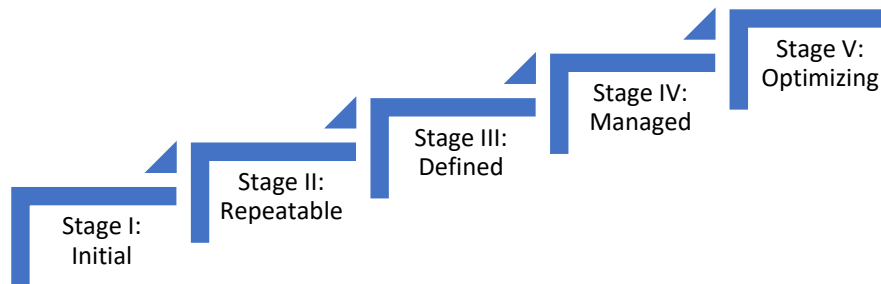 Stage I:
Initial
Stage II:
Repeatable
Stage III:
Defined
Stage IV:
Managed
Stage V:
Optimizing